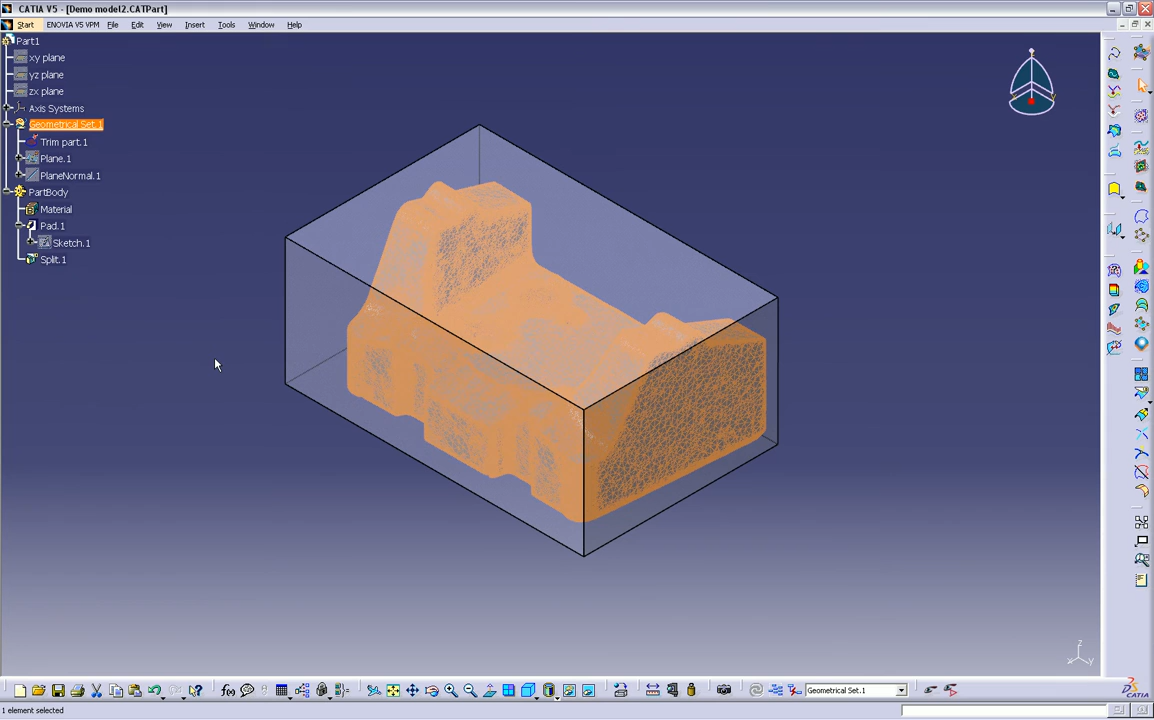 CATIA V5 - [Demo model2.CATPart]
Start ENOVIA V5 VPM File Edit View Insert Tools Window Help
Part1
xy plane
yz plane
zx plane
Axis Systems
Geometrical Set.1
Trim part.1
Plane.1
PlaneNormal.1
PartBody
Material
Pad.1
Sketch.1
Split.1
z
x y
f(x) Geometrical Set.1
CATIA
1 element selected